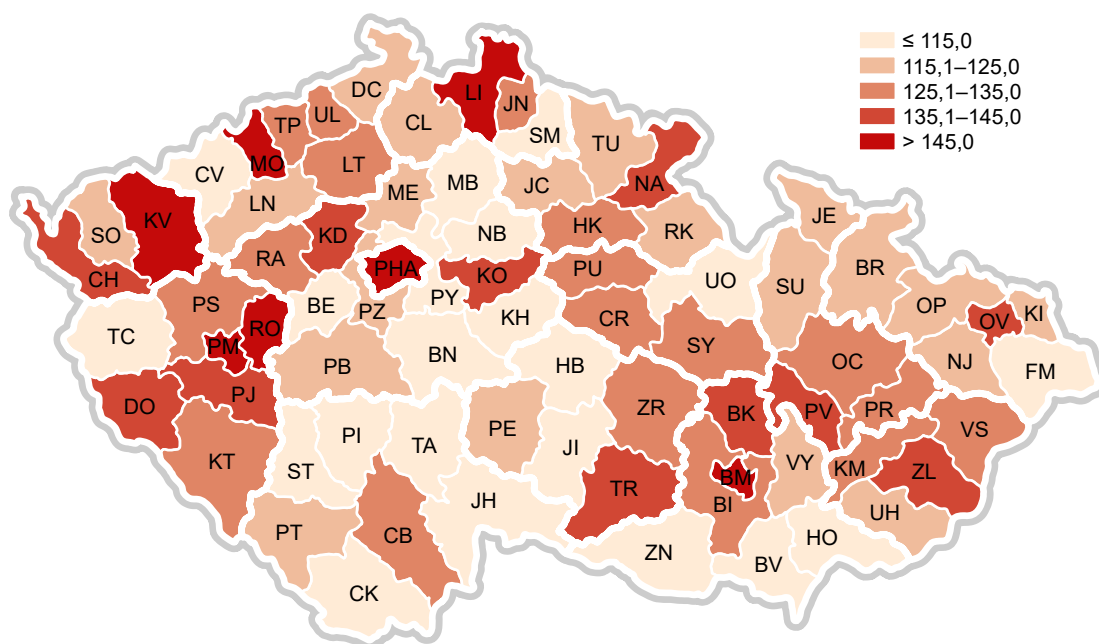 ≤ 115,0
115,1–125,0
125,1–135,0
135,1–145,0
> 145,0
DC
LI
JN
TP
UL
CL
SM
TU
MO
LT
CV
MB
JC
NA
ME
LN
KV
SO
KD
NB
HK
RK
JE
RA
PHA
KO
PU
UO
BR
CH
SU
PS
BE
PZ
PY
KH
CR
OP
KI
OV
TC
RO
PM
BN
SY
OC
NJ
FM
PB
HB
PJ
DO
ZR
BK
PV
PR
VS
KT
PI
TA
PE
JI
ST
VY
KM
ZL
BM
TR
BI
JH
UH
PT
CB
HO
ZN
BV
CK